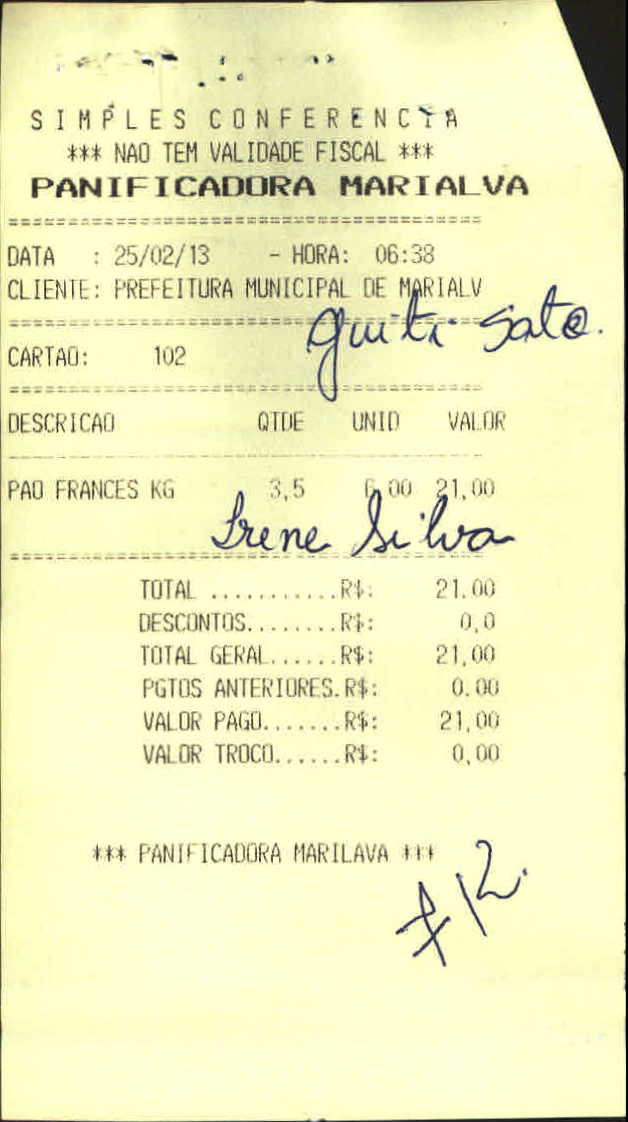 SIMPLES CONFERENCIA
*** NAO TEM VALIDADE FISCAL ***
PANIFICADORA MARIALVA
DATA : 25/02/13 - HORA: 06:38
CLIENTE: PREFEITURA MUNICIPAL DE MARIALV
Guiti Sato.
CARTAO: 102
DESCRICAO QTDE UNID VALOR
PAO FRANCES KG 3,5 6,00 21,00
Irene Silva
TOTAL ...........R$: 21.00
DESCONTOS........R$: 0,0
TOTAL GERAL......R$: 21,00
PGTOS ANTERIORES.R$: 0.00
VALOR PAGO.......R$: 21,00
VALOR TROCO......R$: 0,00
*** PANIFICADORA MARILAVA ***